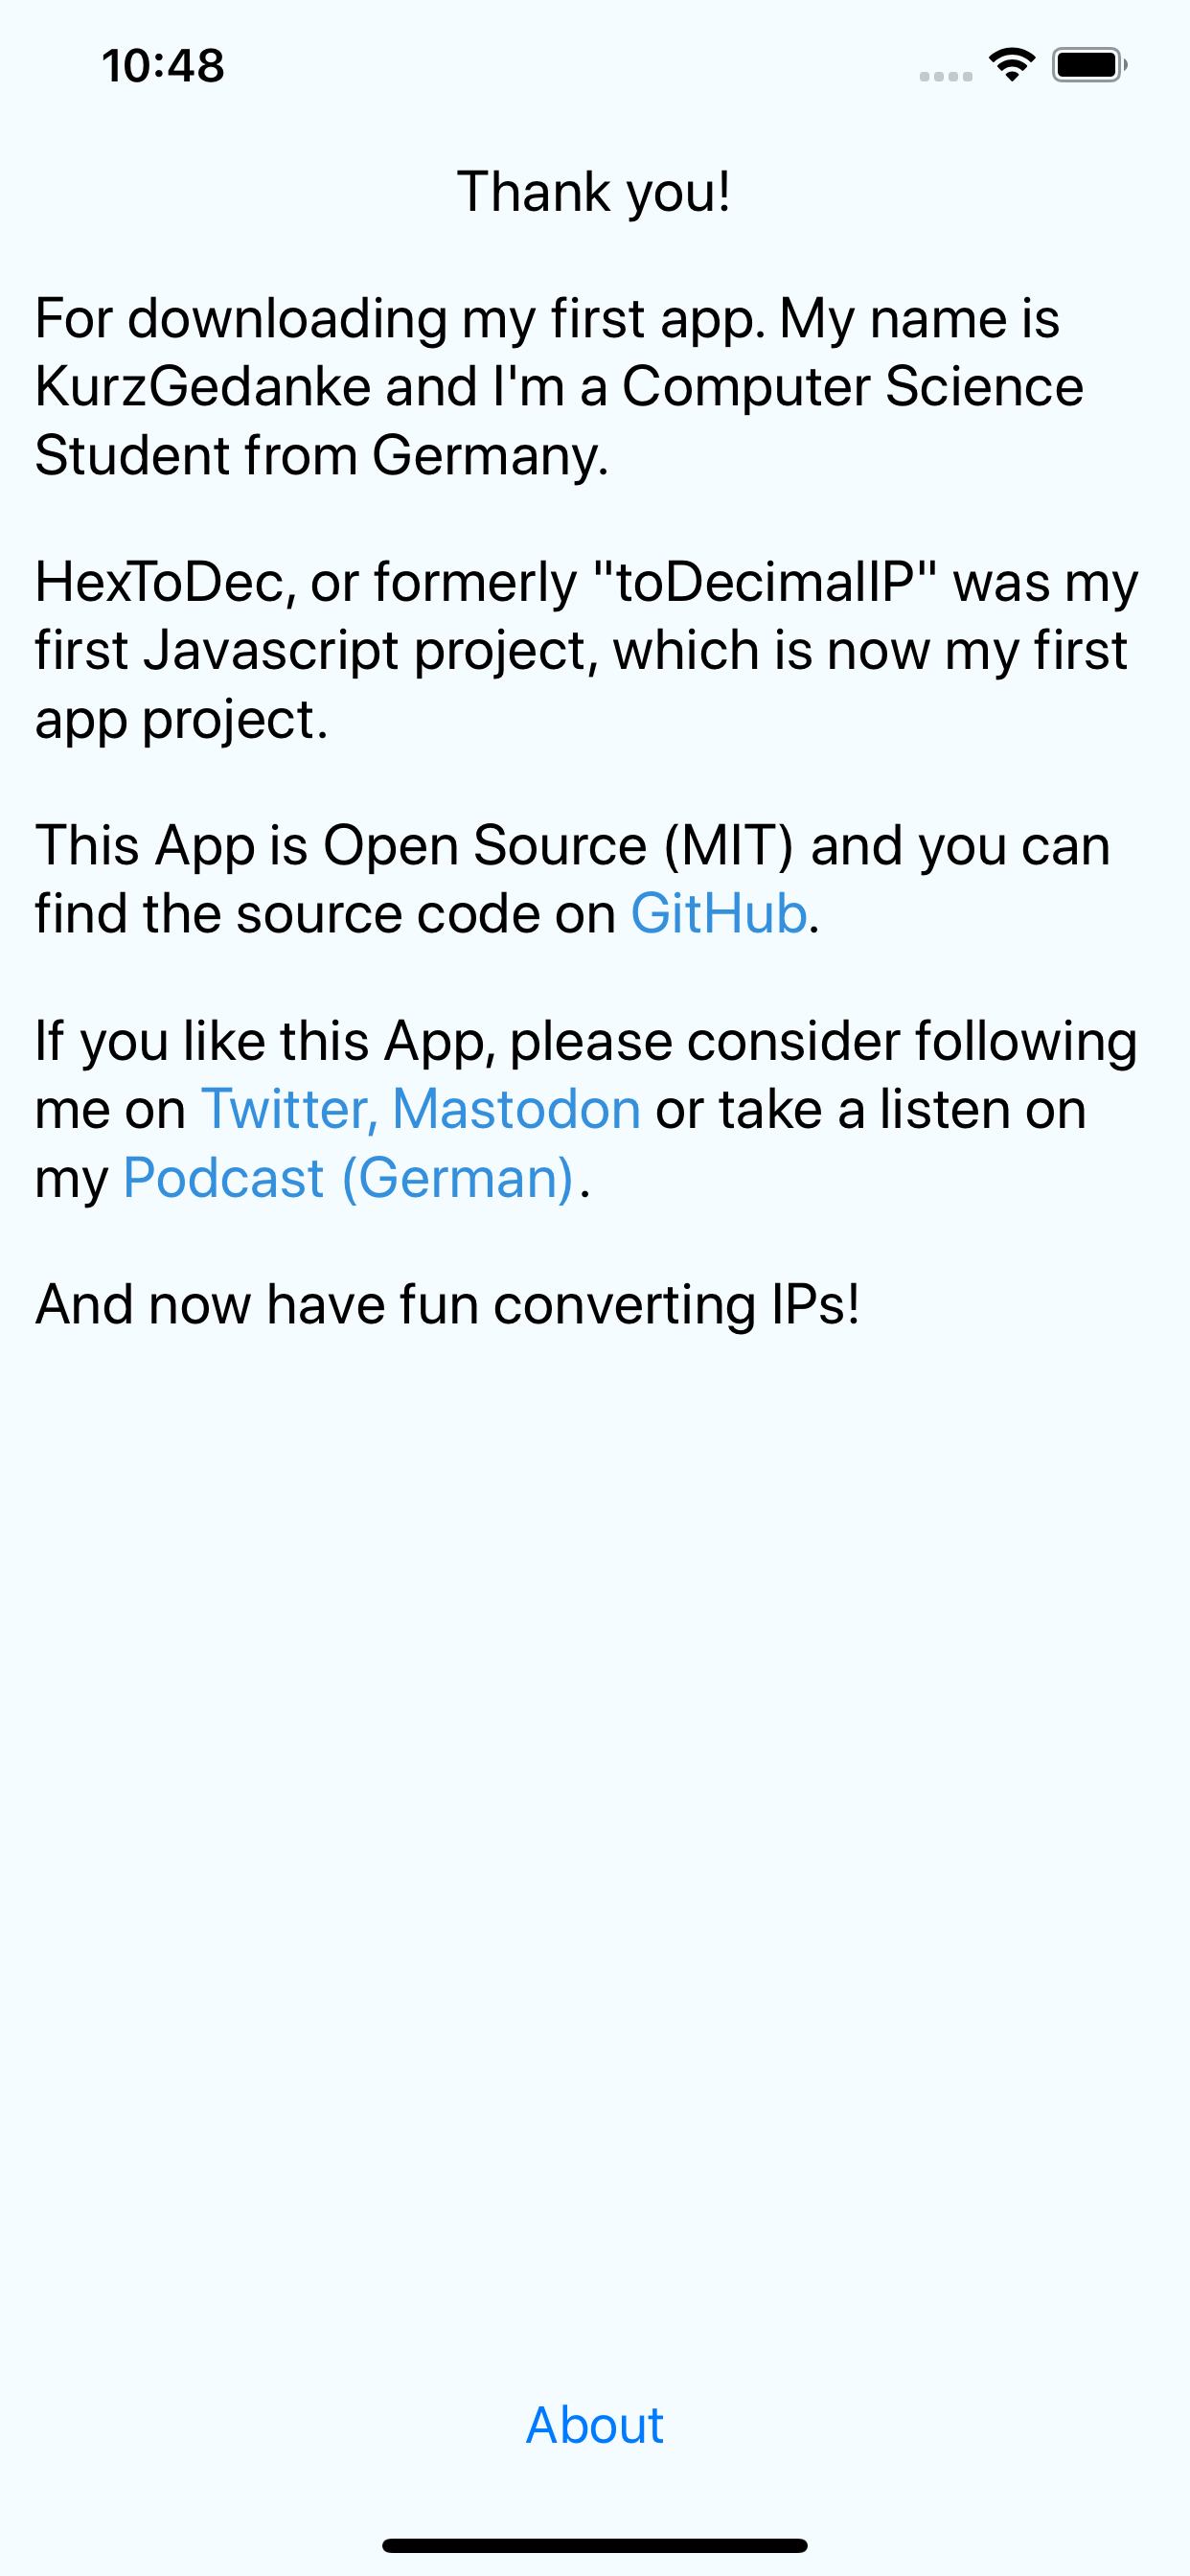 10:48
Thank you!
For downloading my first app. My name is
KurzGedanke and I'm a Computer Science
Student from Germany.
HexToDec, or formerly "toDecimalIP" was my
first Javascript project, which is now my first
app project.
This App is Open Source (MIT) and you can
find the source code on GitHub.
If you like this App, please consider following
me on Twitter, Mastodon or take a listen on
my Podcast (German).
And now have fun converting IPs!
About